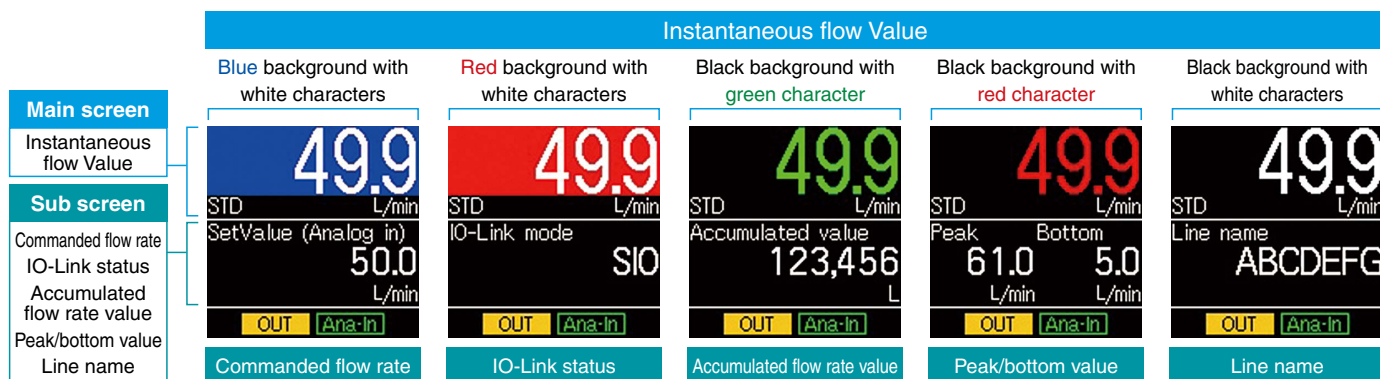 Instantaneous flow Value
Blue background with
white characters
Red background with
white characters
Black background with
green character
Black background with
red character
Black background with
white characters
Main screen
Instantaneous
flow Value
Sub screen
Commanded flow rate
IO-Link status
Accumulated
flow rate value
Peak/bottom value
Line name
49.9
STD L/min
SetValue (Analog in)
50.0
L/min
OUT Ana-In
Commanded flow rate
49.9
STD L/min
IO-Link mode
SIO
OUT Ana-In
IO-Link status
49.9
STD L/min
Accumulated value
123,456
L
OUT Ana-In
Accumulated flow rate value
49.9
STD L/min
Peak Bottom
61.0 5.0
L/min L/min
OUT Ana-In
Peak/bottom value
49.9
STD L/min
Line name
ABCDEFG
OUT Ana-In
Line name